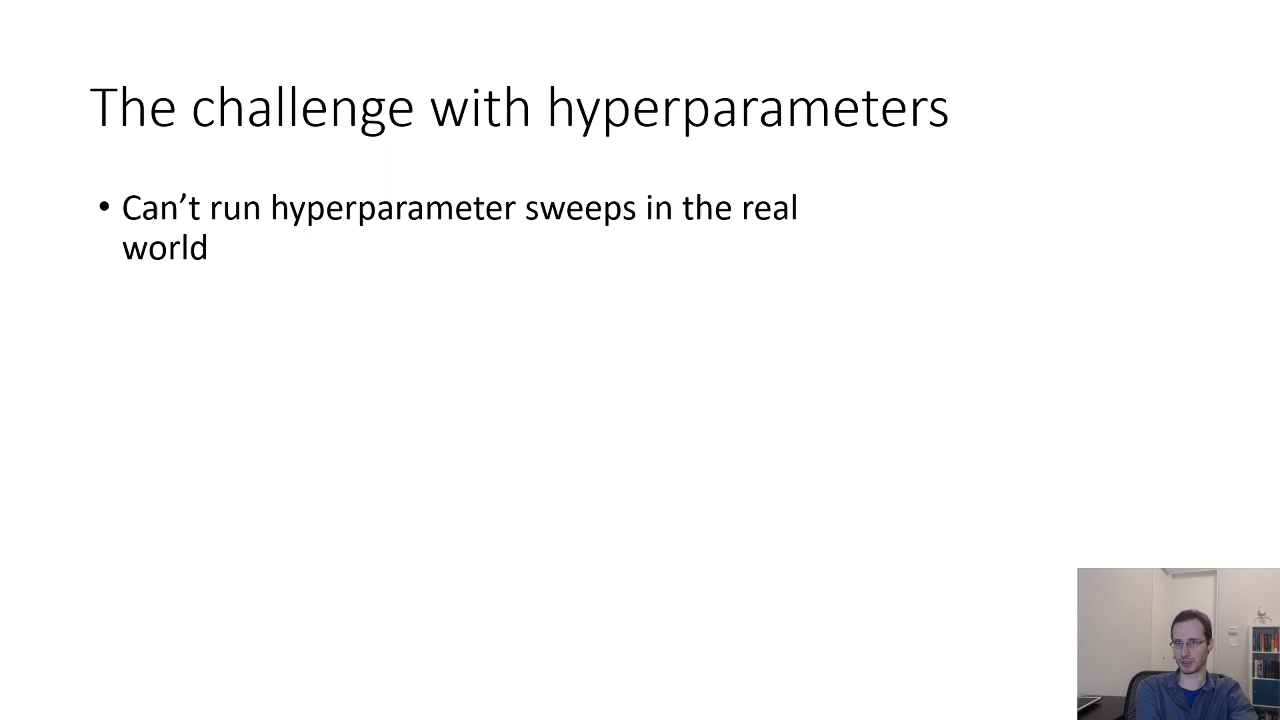 The challenge with hyperparameters
• Can’t run hyperparameter sweeps in the real
world